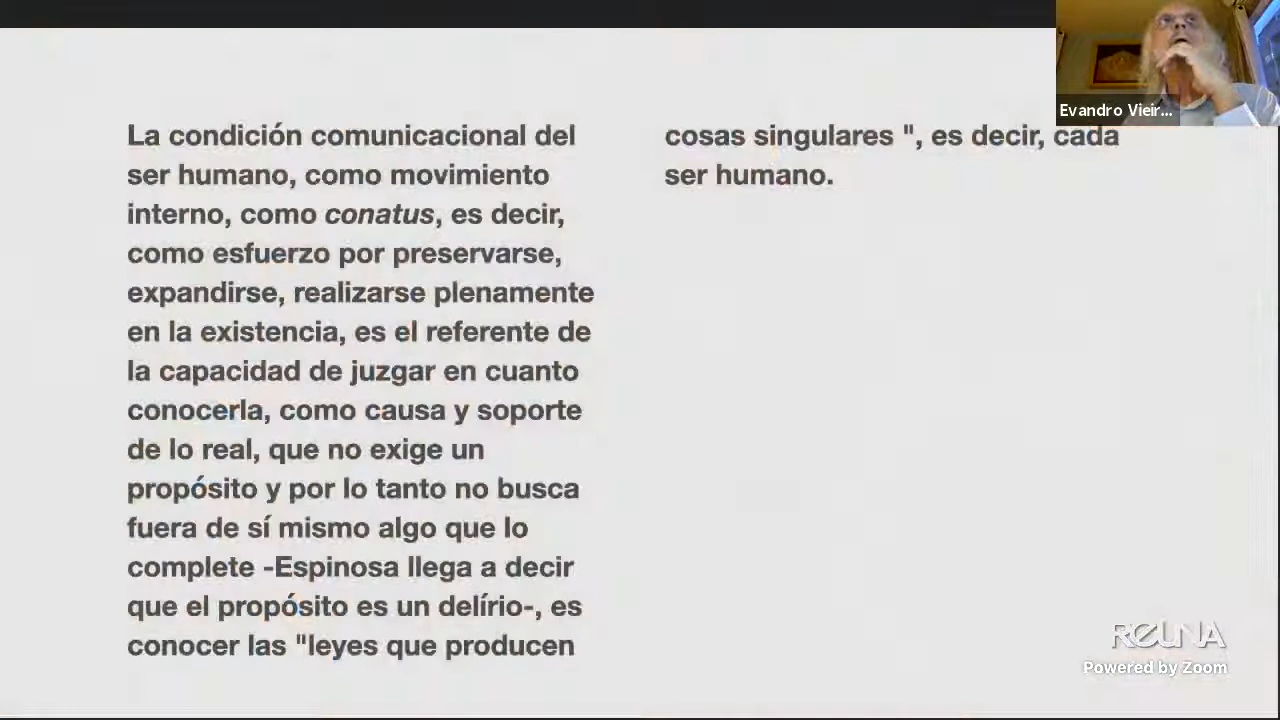 La condición comunicacional del
ser humano, como movimiento
interno, como conatus, es decir,
como esfuerzo por preservarse,
expandirse, realizarse plenamente
en la existencia, es el referente de
la capacidad de juzgar en cuanto
conocerla, como causa y soporte
de lo real, que no exige un
propósito y por lo tanto no busca
fuera de sí mismo algo que lo
complete -Espinosa llega a decir
que el propósito es un delírio-, es
conocer las "leyes que producen
cosas singulares ", es decir, cada
ser humano.
Evandro Vieir...
REUNA
Powered by Zoom